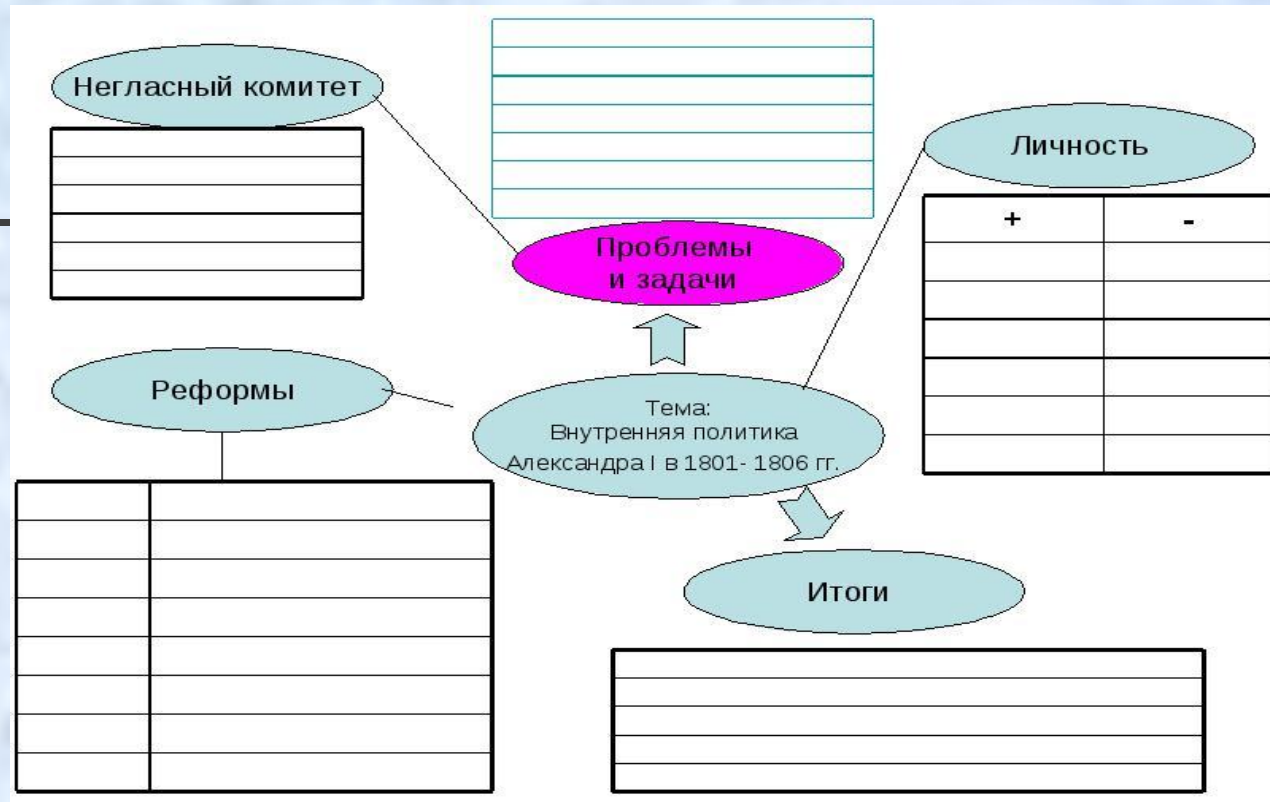 Негласный комитет
Проблемы
и задачи
Личность
+ -
Реформы
Тема:
Внутренняя политика
Александра I в 1801- 1806 гг.
Итоги